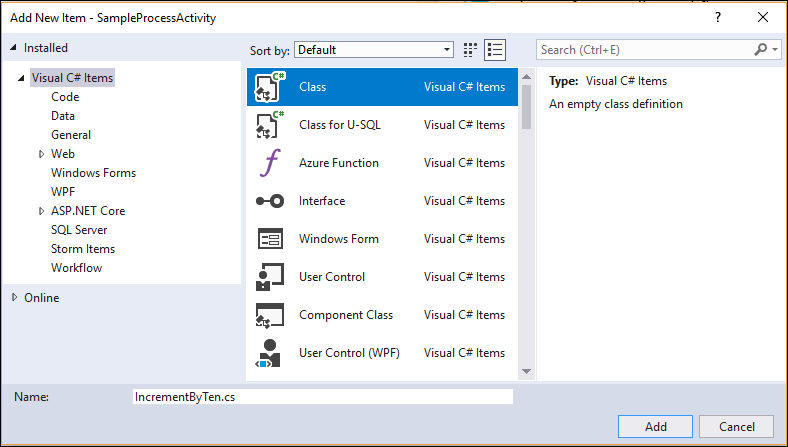 Add New Item - SampleProcessActivity
? ×
Installed
Sort by: Default
Search (Ctrl+E)
Visual C# Items
Code
Data
General
Web
Windows Forms
WPF
ASP.NET Core
SQL Server
Storm Items
Workflow
Online
C# Class Visual C# Items
C# Class for U-SQL Visual C# Items
Azure Function Visual C# Items
Interface Visual C# Items
Windows Form Visual C# Items
User Control Visual C# Items
Component Class Visual C# Items
User Control (WPF) Visual C# Items
Type: Visual C# Items
An empty class definition
Name: IncrementByTen.cs
Add Cancel